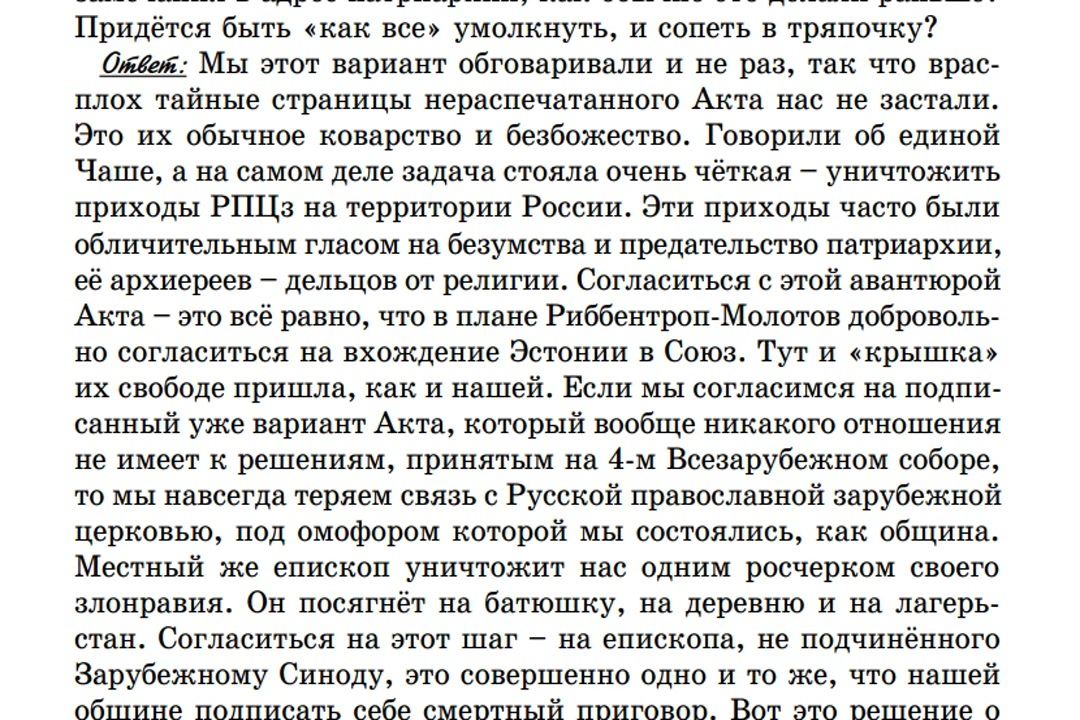 Придётся быть «как все» умолкнуть, и сопеть в тряпочку?
Ответ: Мы этот вариант обговаривали и не раз, так что врас-
плох тайные страницы нераспечатанного Акта нас не застали.
Это их обычное коварство и безбожество. Говорили об единой
Чаше, а на самом деле задача стояла очень чёткая – уничтожить
приходы РПЦз на территории России. Эти приходы часто были
обличительным гласом на безумства и предательство патриархии,
её архиереев – дельцов от религии. Согласиться с этой авантюрой
Акта – это всё равно, что в плане Риббентроп-Молотов доброволь-
но согласиться на вхождение Эстонии в Союз. Тут и «крышка»
их свободе пришла, как и нашей. Если мы согласимся на подпи-
санный уже вариант Акта, который вообще никакого отношения
не имеет к решениям, принятым на 4-м Всезарубежном соборе,
то мы навсегда теряем связь с Русской православной зарубежной
церковью, под омофором которой мы состоялись, как община.
Местный же епископ уничтожит нас одним росчерком своего
злонравия. Он посягнёт на батюшку, на деревню и на лагерь-
стан. Согласиться на этот шаг – на епископа, не подчинённого
Зарубежному Синоду, это совершенно одно и то же, что нашей
общине подписать себе смертный приговор. Вот это решение о